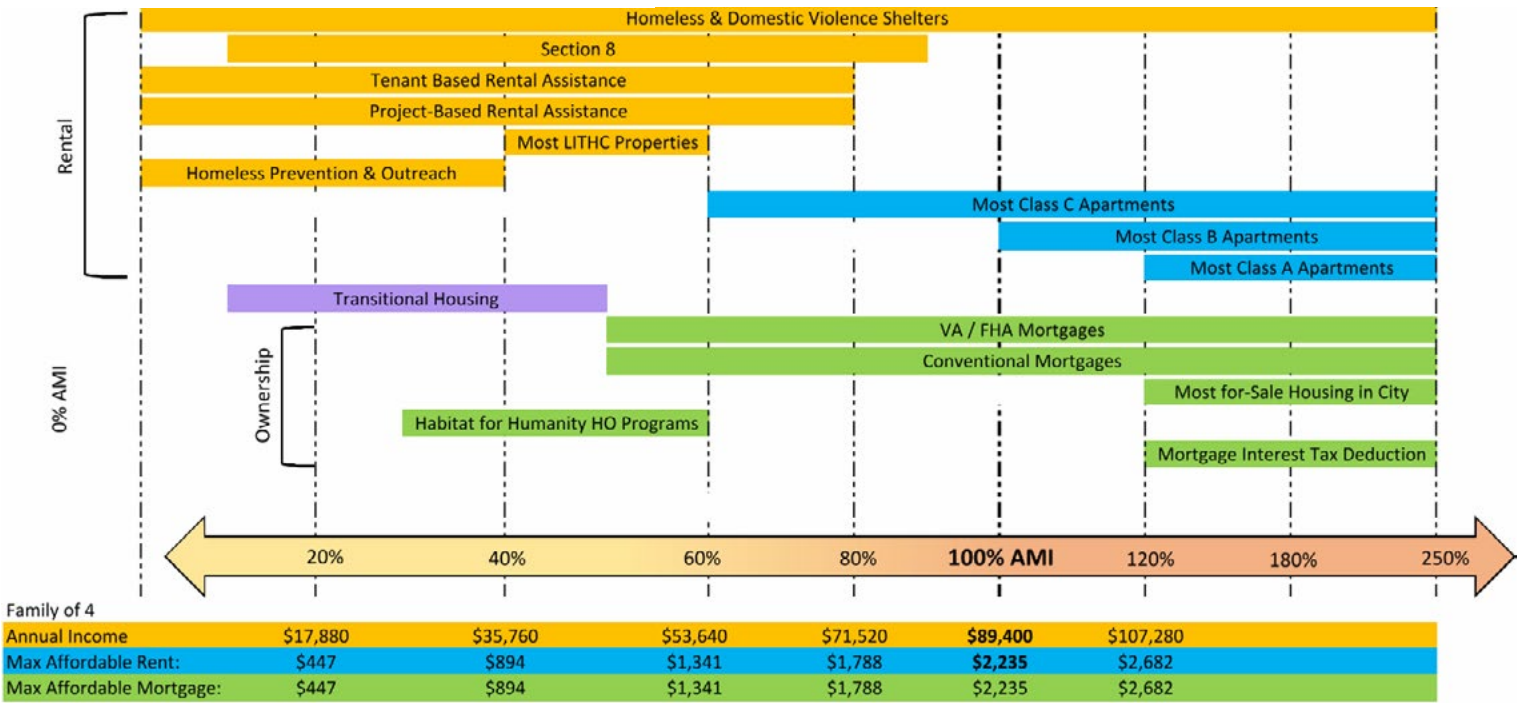 Homeless & Domestic Violence Shelters
Section 8
Tenant Based Rental Assistance
Project-Based Rental Assistance
Most LITHC Properties
Homeless Prevention & Outreach
Most Class C Apartments
Most Class B Apartments
Most Class A Apartments
Rental
Transitional Housing
VA / FHA Mortgages
Conventional Mortgages
Most for-Sale Housing in City
Habitat for Humanity HO Programs
Mortgage Interest Tax Deduction
Ownership
0% AMI
20% 40% 60% 80% 100% AMI 120% 180% 250%
Family of 4
Annual Income $17,880 $35,760 $53,640 $71,520 $89,400 $107,280
Max Affordable Rent: $447 $894 $1,341 $1,788 $2,235 $2,682
Max Affordable Mortgage: $447 $894 $1,341 $1,788 $2,235 $2,682